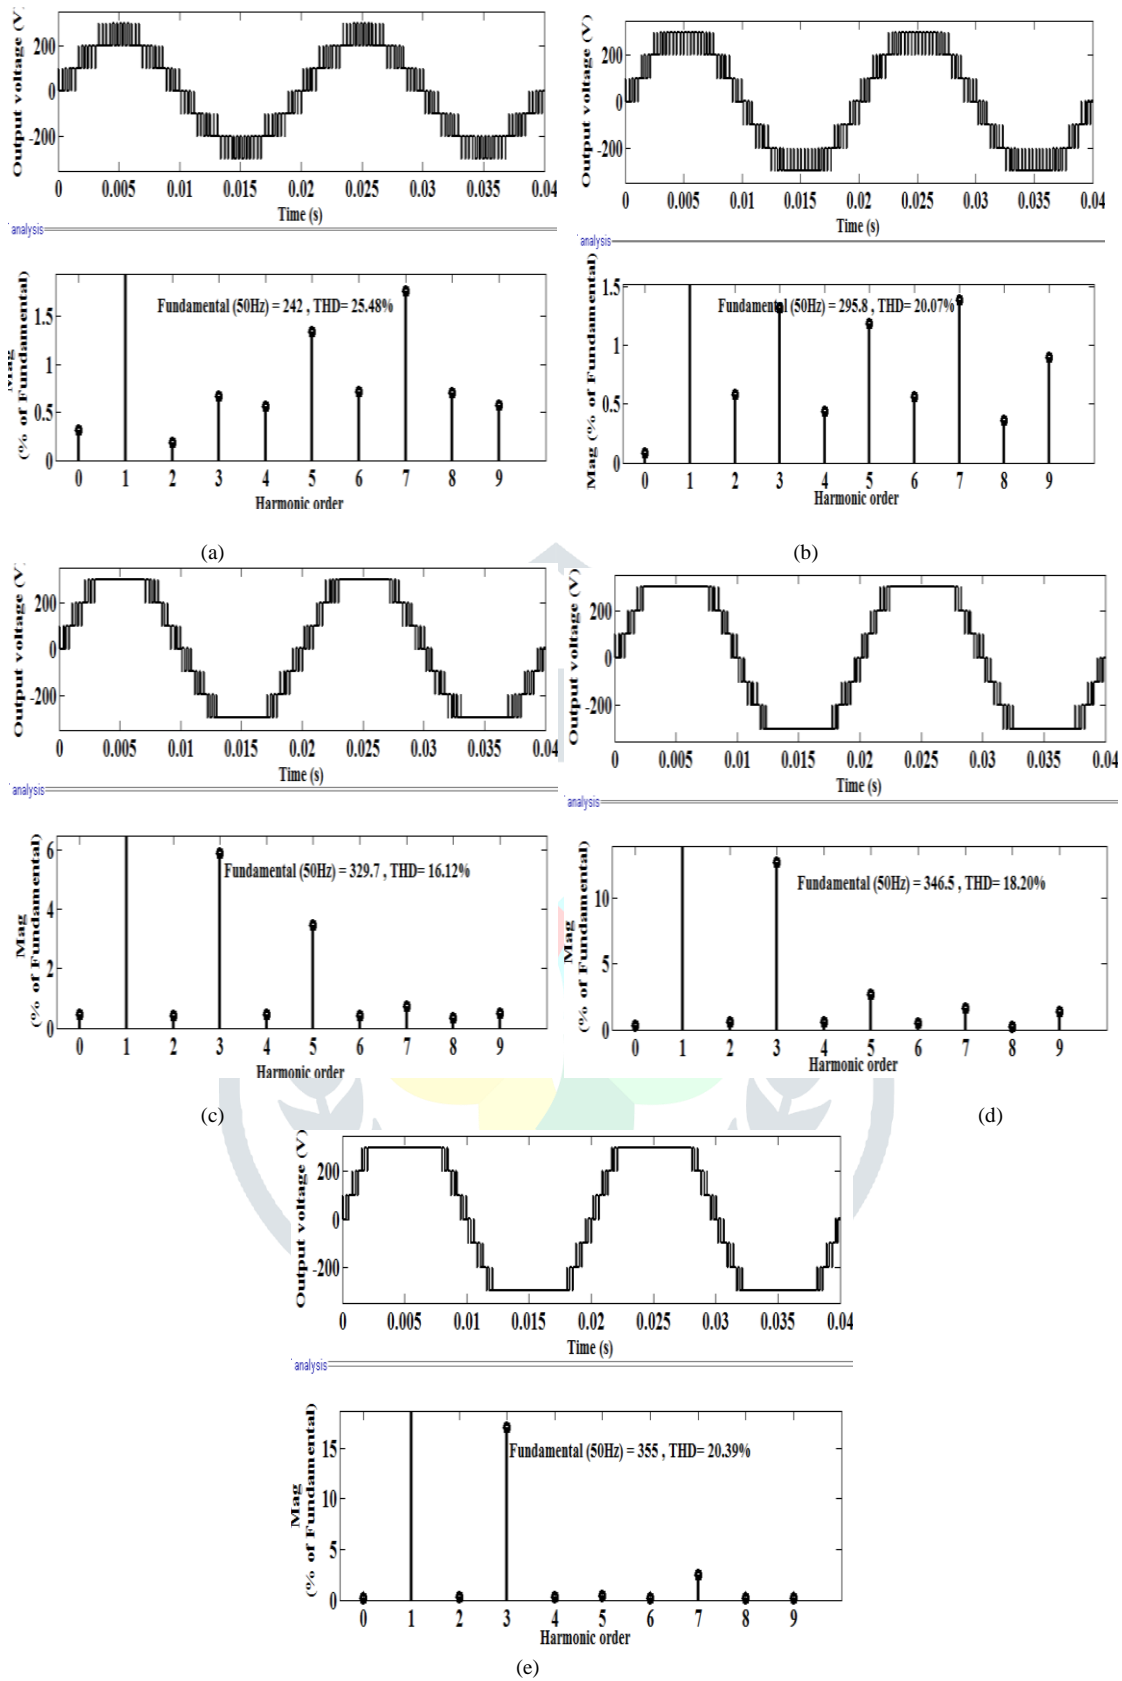 Output voltage (V)
200
0
-200
0 0.005 0.01 0.015 0.02 0.025 0.03 0.035 0.04
Time (s)
analysis
Mag
(% of Fundamental)
1.5
1
0.5
0
Fundamental (50Hz) = 242 , THD= 25.48%
0 1 2 3 4 5 6 7 8 9
Harmonic order
(a)
Output voltage (V)
200
0
-200
0 0.005 0.01 0.015 0.02 0.025 0.03 0.035 0.04
Time (s)
analysis
Mag (% of Fundamental)
1.5
1
0.5
0
Fundamental (50Hz) = 295.8 , THD= 20.07%
0 1 2 3 4 5 6 7 8 9
Harmonic order
(b)
Output voltage (V)
200
0
-200
0 0.005 0.01 0.015 0.02 0.025 0.03 0.035 0.04
Time (s)
analysis
Mag
(% of Fundamental)
6
4
2
0
Fundamental (50Hz) = 329.7 , THD= 16.12%
0 1 2 3 4 5 6 7 8 9
Harmonic order
(c)
Output voltage (V)
200
0
-200
0 0.005 0.01 0.015 0.02 0.025 0.03 0.035 0.04
Time (s)
analysis
Mag
(% of Fundamental)
10
5
0
Fundamental (50Hz) = 346.5 , THD= 18.20%
0 1 2 3 4 5 6 7 8 9
Harmonic order
(d)
Output voltage (V)
200
0
-200
0 0.005 0.01 0.015 0.02 0.025 0.03 0.035 0.04
Time (s)
analysis
Mag
(% of Fundamental)
15
10
5
0
Fundamental (50Hz) = 355 , THD= 20.39%
0 1 2 3 4 5 6 7 8 9
Harmonic order
(e)